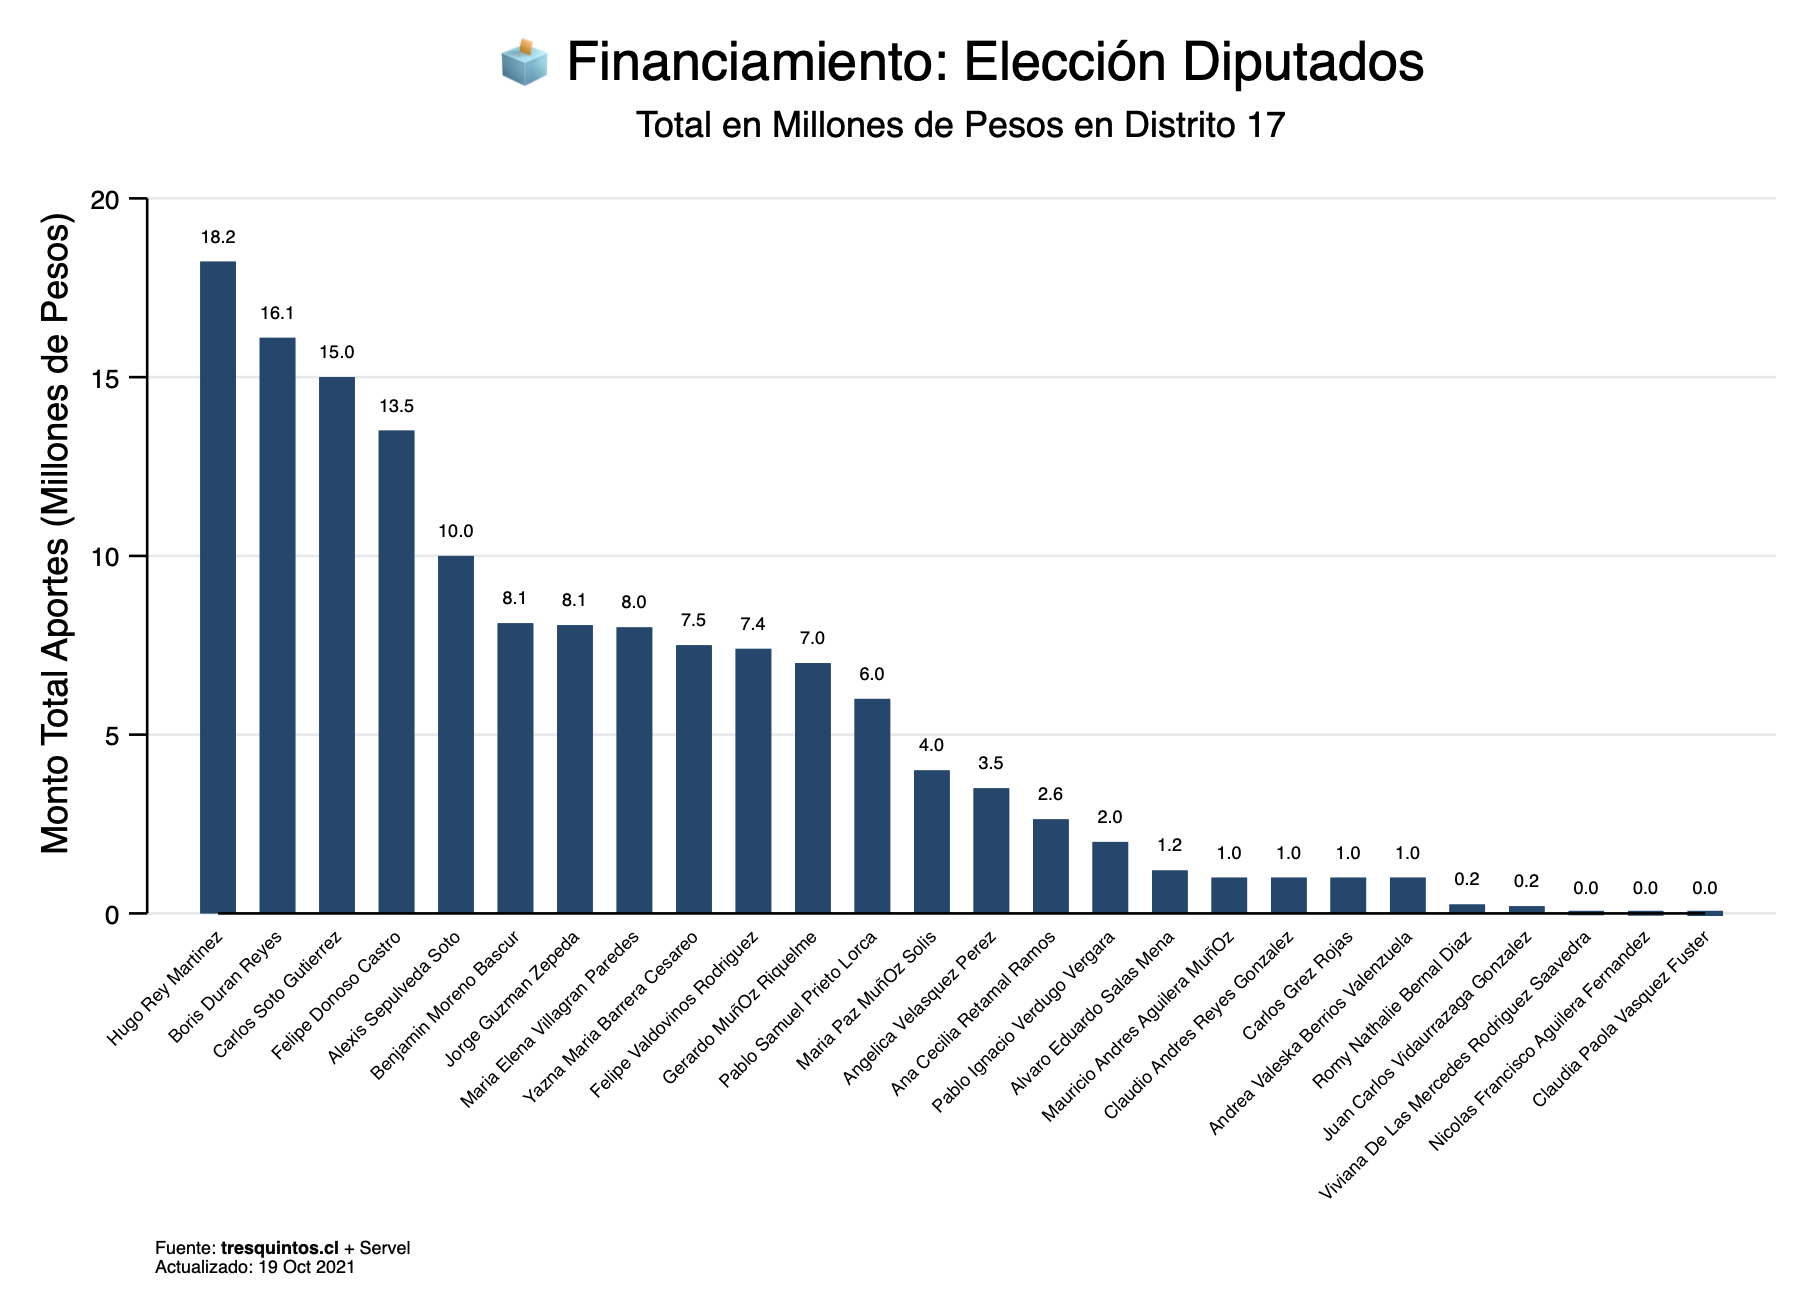 Financiamiento: Elección Diputados
Total en Millones de Pesos en Distrito 17
Monto Total Aportes (Millones de Pesos)
20
15
10
5
0
18.2
16.1
15.0
13.5
10.0
8.1
8.1
8.0
7.5
7.4
7.0
6.0
4.0
3.5
2.6
2.0
1.2
1.0
1.0
1.0
1.0
0.2
0.2
0.0
0.0
0.0
Hugo Rey Martinez
Boris Duran Reyes
Carlos Soto Gutierrez
Felipe Donoso Castro
Alexis Sepulveda Soto
Benjamin Moreno Bascur
Jorge Guzman Zepeda
Maria Elena Villagran Paredes
Yazna Maria Barrera Cesareo
Felipe Valdovinos Rodriguez
Gerardo MuñOz Riquelme
Pablo Samuel Prieto Lorca
Maria Paz MuñOz Solis
Angelica Velasquez Perez
Ana Cecilia Retamal Ramos
Pablo Ignacio Verdugo Vergara
Alvaro Eduardo Salas Mena
Mauricio Andres Aguilera MuñOz
Claudio Andres Reyes Gonzalez
Carlos Grez Rojas
Andrea Valeska Berrios Valenzuela
Romy Nathalie Bernal Diaz
Juan Carlos Vidaurrazaga Gonzalez
Viviana De Las Mercedes Rodriguez Saavedra
Nicolas Francisco Aguilera Fernandez
Claudia Paola Vasquez Fuster
Fuente: tresquintos.cl + Servel
Actualizado: 19 Oct 2021